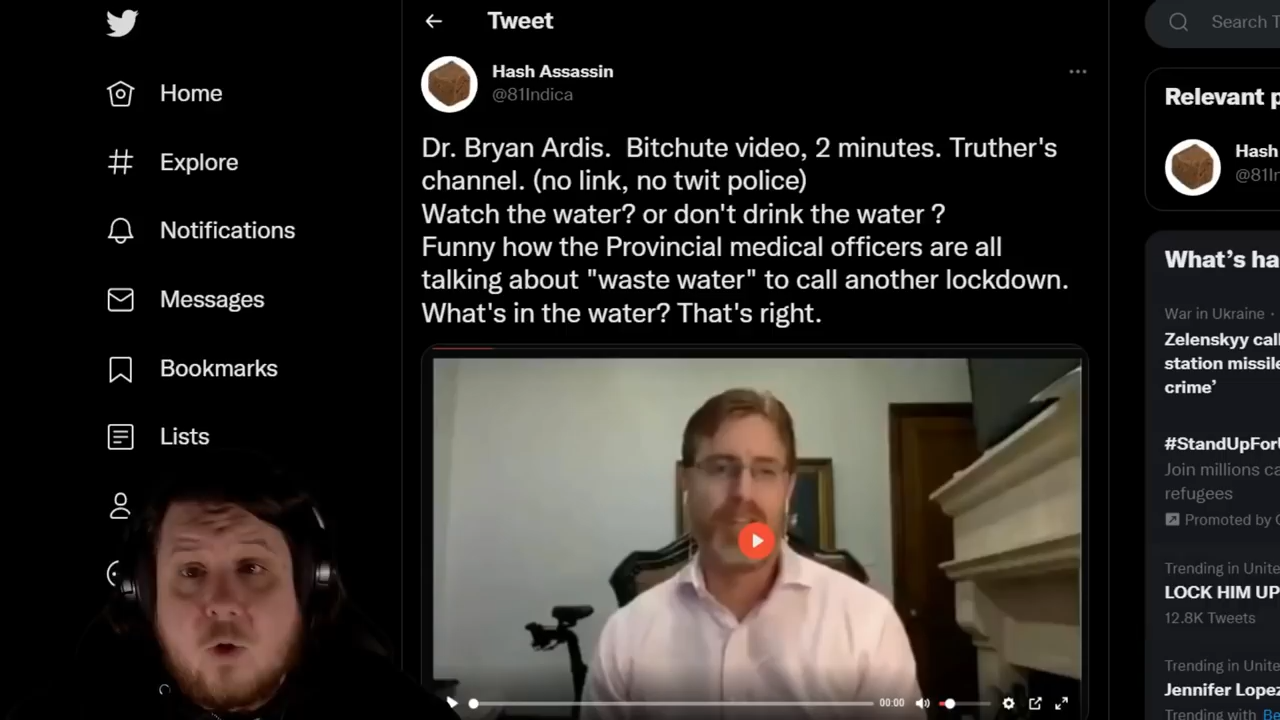 Tweet
Search T
Hash Assassin
@81Indica
Home
Explore
Notifications
Messages
Bookmarks
Lists
Dr. Bryan Ardis.  Bitchute video, 2 minutes. Truther's
channel. (no link, no twit police)
Watch the water? or don't drink the water ?
Funny how the Provincial medical officers are all
talking about "waste water" to call another lockdown.
What's in the water? That's right.
00:00
Relevant p
Hash
@81In
What's ha
War in Ukraine ·
Zelenskyy call
station missile
crime'
#StandUpForU
Join millions ca
refugees
Promoted by
Trending in Unite
LOCK HIM UP
12.8K Tweets
Trending in Unite
Jennifer Lopez
Trending with Be